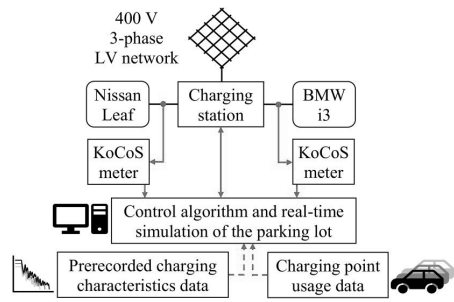 400 V
3-phase
LV network
Nissan
Leaf
Charging
station
BMW
i3
KoCoS
meter
KoCoS
meter
Control algorithm and real-time
simulation of the parking lot
Prerecorded charging
characteristics data
Charging point
usage data